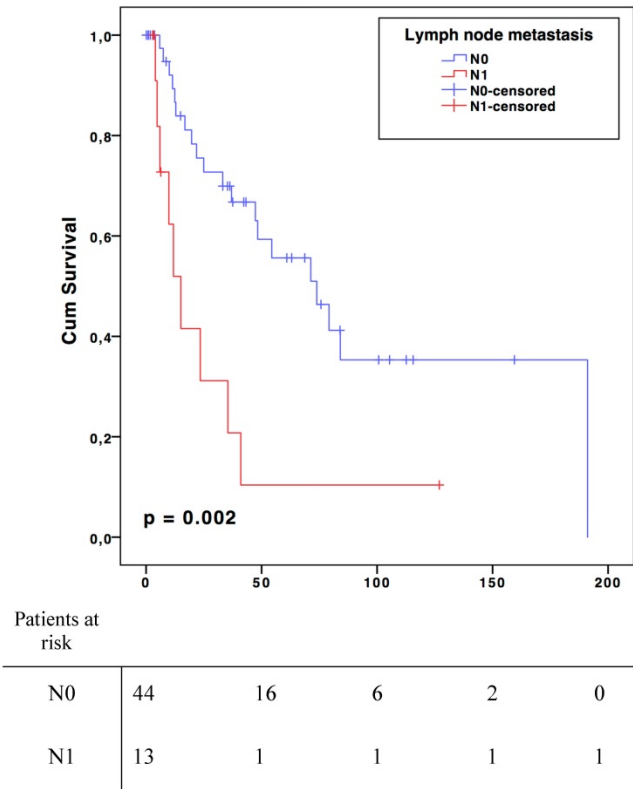 Lymph node metastasis
N0
N1
N0-censored
N1-censored
1,0
0,8
0,6
0,4
0,2
0,0
Cum Survival
p = 0.002
0 50 100 150 200
Patients at
risk
N0 44 16 6 2 0
N1 13 1 1 1 1